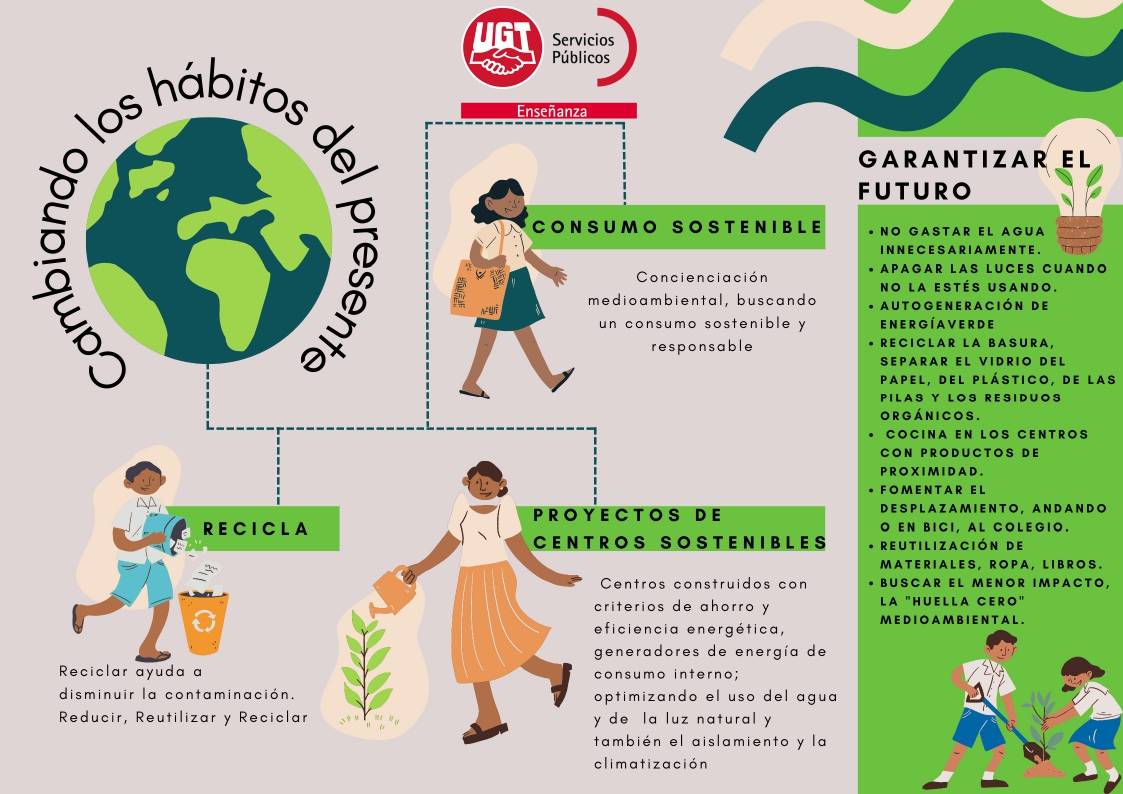 UGT
Servicios
Públicos
Enseñanza
Cambiando los hábitos del presente
CONSUMO SOSTENIBLE
Concienciación
medioambiental, buscando
un consumo sostenible y
responsable
RECICLA
Reciclar ayuda a
disminuir la contaminación.
Reducir, Reutilizar y Reciclar
PROYECTOS DE
CENTROS SOSTENIBLES
Centros construidos con
criterios de ahorro y
eficiencia energética,
generadores de energía de
consumo interno;
optimizando el uso del agua
y de la luz natural y
también el aislamiento y la
climatización
GARANTIZAR EL
FUTURO
• NO GASTAR EL AGUA
INNECESARIAMENTE.
• APAGAR LAS LUCES CUANDO
NO LA ESTÉS USANDO.
• AUTOGENERACIÓN DE
ENERGÍAVERDE
• RECICLAR LA BASURA,
SEPARAR EL VIDRIO DEL
PAPEL, DEL PLÁSTICO, DE LAS
PILAS Y LOS RESIDUOS
ORGÁNICOS.
• COCINA EN LOS CENTROS
CON PRODUCTOS DE
PROXIMIDAD.
• FOMENTAR EL
DESPLAZAMIENTO, ANDANDO
O EN BICI, AL COLEGIO.
• REUTILIZACIÓN DE
MATERIALES, ROPA, LIBROS.
• BUSCAR EL MENOR IMPACTO,
LA "HUELLA CERO"
MEDIOAMBIENTAL.